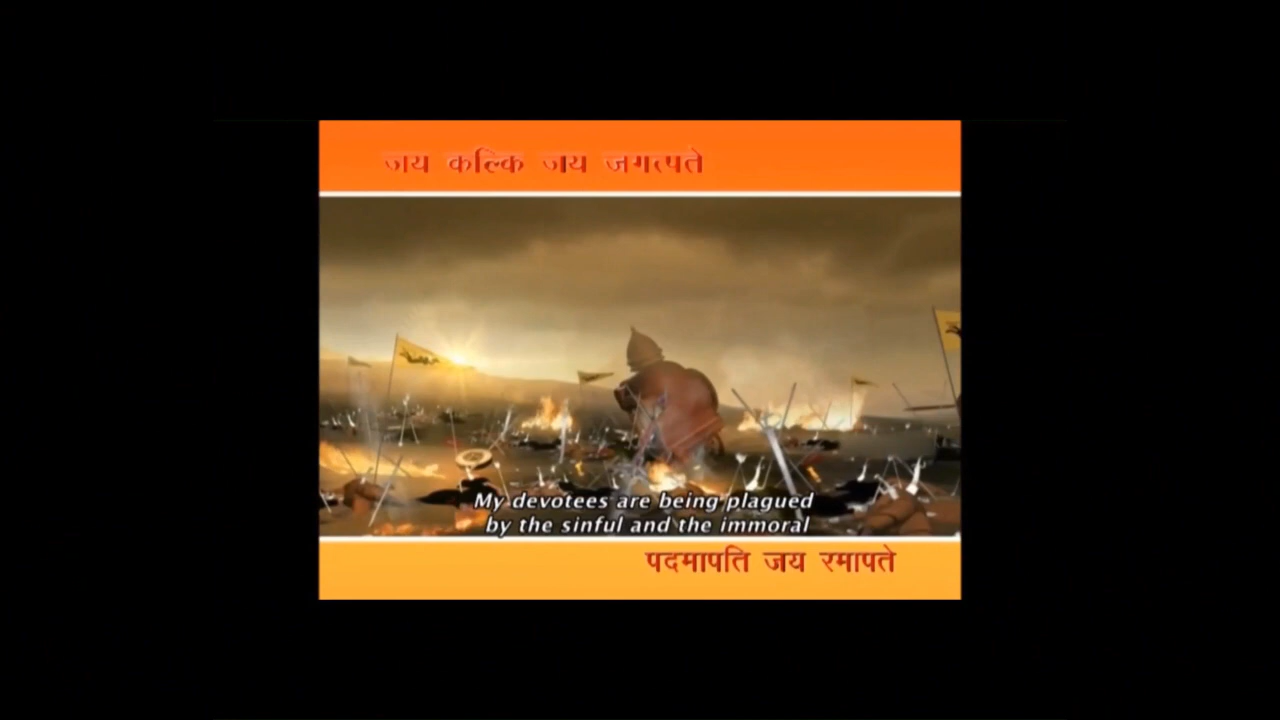 जय कल्कि जय जगत्पते
My devotees are being plagued
by the sinful and the immoral
पदमापति जय रमापते